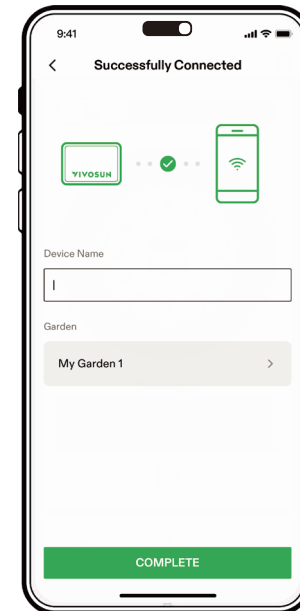 9:41
Successfully Connected
VIVOSUN
Device Name
Garden
My Garden 1
COMPLETE